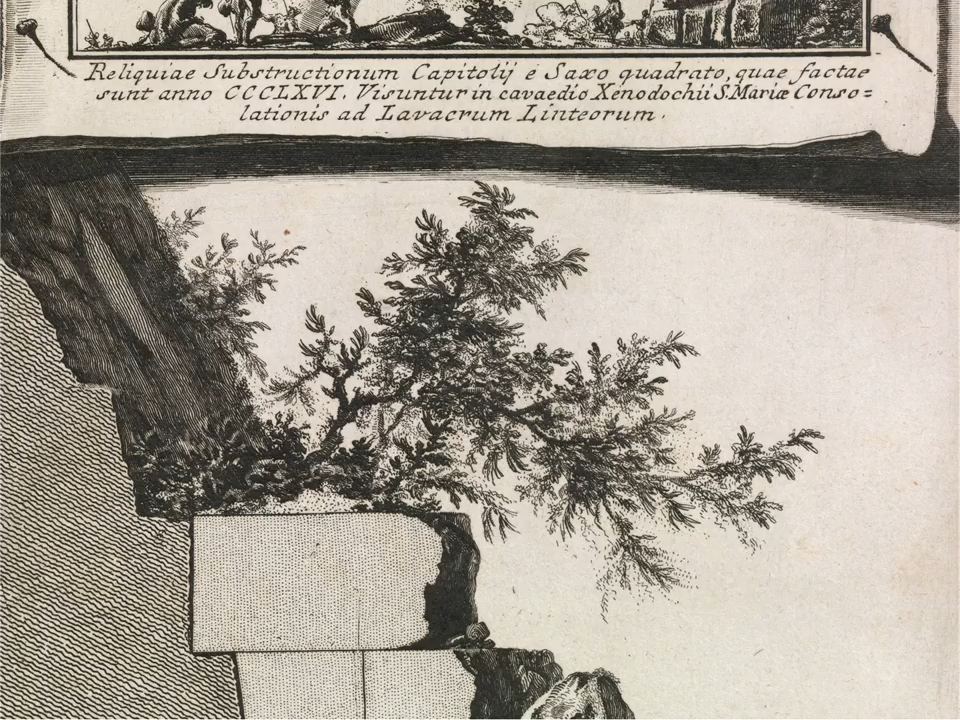 Reliquiae Substructionum Capitolij e Saxo quadrato, quae factae
sunt anno CCCLXVI. Visuntur in cavaedio Xenodochii S. Mariæ Conso=
lationis ad Lavacrum Linteorum.